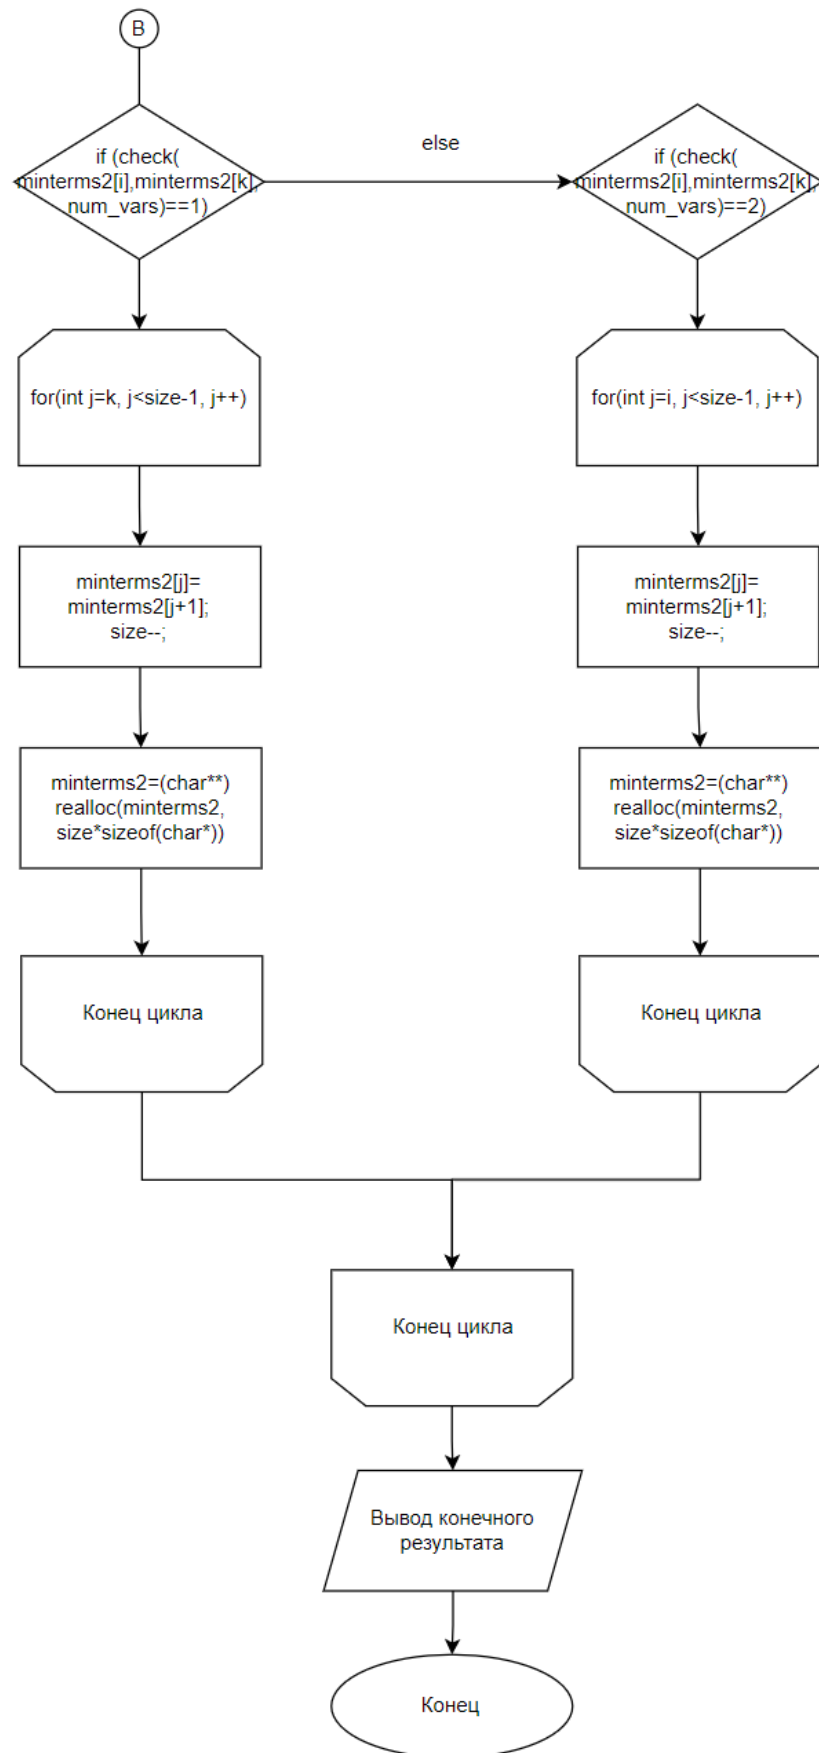 B
if (check(
minterms2[i],minterms2[k],
num_vars)==1)
else
if (check(
minterms2[i],minterms2[k],
num_vars)==2)
for(int j=k, j<size-1, j++)
for(int j=i, j<size-1, j++)
minterms2[j]=
minterms2[j+1];
size--;
minterms2[j]=
minterms2[j+1];
size--;
minterms2=(char**)
realloc(minterms2,
size*sizeof(char*))
minterms2=(char**)
realloc(minterms2,
size*sizeof(char*))
Конец цикла
Конец цикла
Конец цикла
Вывод конечного
результата
Конец